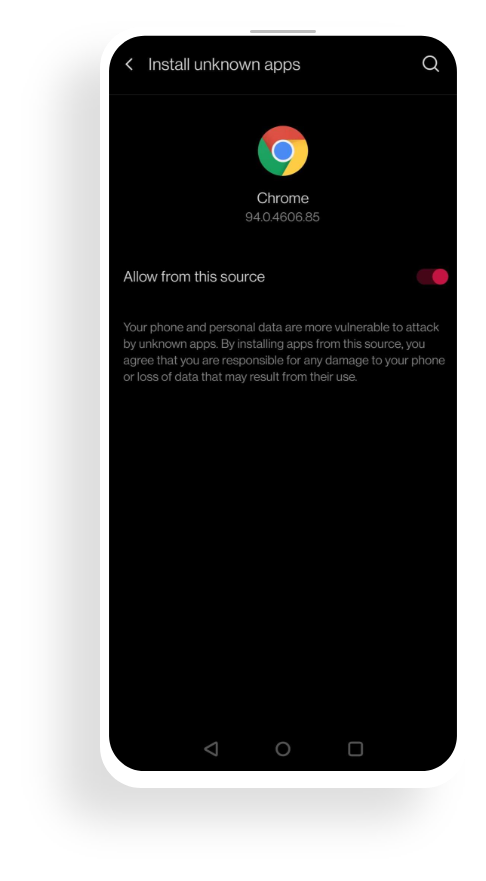 Install unknown apps
Chrome
94.0.4606.85
Allow from this source
Your phone and personal data are more vulnerable to attack
by unknown apps. By installing apps from this source, you
agree that you are responsible for any damage to your phone
or loss of data that may result from their use.